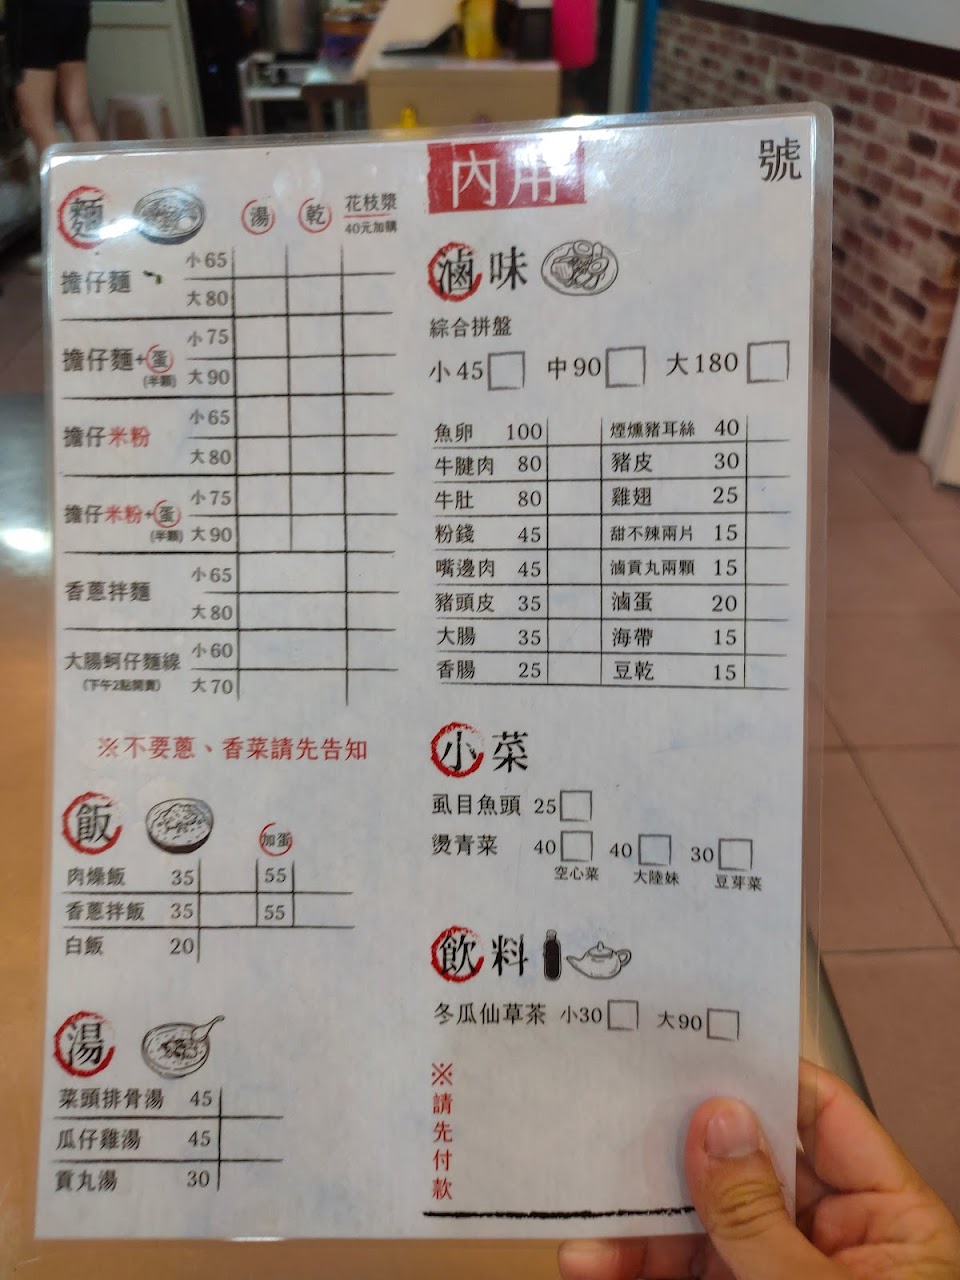 內用
號
麵 湯 乾 花枝漿
40元加購
擔仔麵 小65
大80
擔仔麵+蛋 小75
(半顆) 大90
擔仔米粉 小65
大80
擔仔米粉+蛋 小75
(半顆) 大90
香蔥拌麵 小65
大80
大腸蚵仔麵線 小60
(下午2點開賣) 大70
※不要蔥、香菜請先告知
飯 加蛋
肉燥飯 35 55
香蔥拌飯 35 55
白飯 20
湯
菜頭排骨湯 45
瓜仔雞湯 45
貢丸湯 30
滷味
綜合拼盤
小45 中90 大180
魚卵 100 煙燻豬耳絲 40
牛腱肉 80 豬皮 30
牛肚 80 雞翅 25
粉錢 45 甜不辣兩片 15
嘴邊肉 45 滷貢丸兩顆 15
豬頭皮 35 滷蛋 20
大腸 35 海帶 15
香腸 25 豆乾 15
小菜
虱目魚頭 25
燙青菜 40 40 30
空心菜 大陸妹 豆芽菜
飲料
冬瓜仙草茶 小30 大90
※請先付款